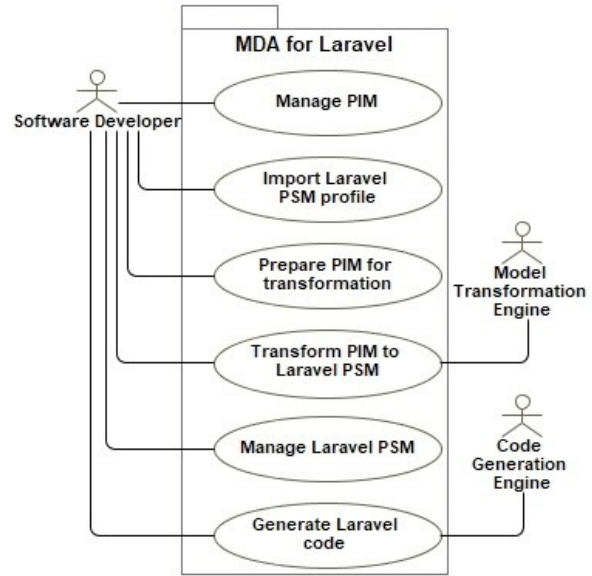 MDA for Laravel
Manage PIM
Software Developer
Import Laravel
PSM profile
Prepare PIM for
transformation
Model
Transformation
Engine
Transform PIM to
Laravel PSM
Manage Laravel PSM
Code
Generation
Engine
Generate Laravel
code